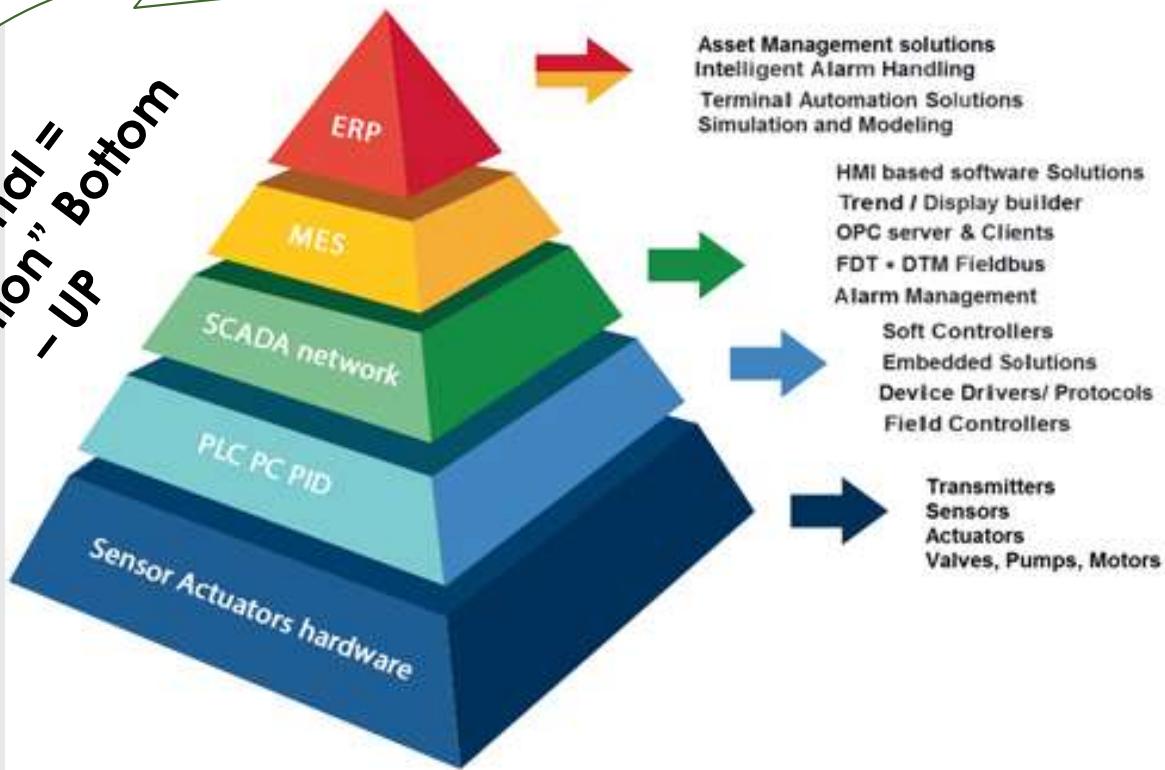 = 
” Bottom
– UP
ERP
MES
SCADA network
PLC PC PID
Sensor Actuators hardware
Asset Management solutions
Intelligent Alarm Handling
Terminal Automation Solutions
Simulation and Modeling
HMI based software Solutions
Trend / Display builder
OPC server & Clients
FDT • DTM Fieldbus
Alarm Management
Soft Controllers
Embedded Solutions
Device Drivers/ Protocols
Field Controllers
Transmitters
Sensors
Actuators
Valves, Pumps, Motors